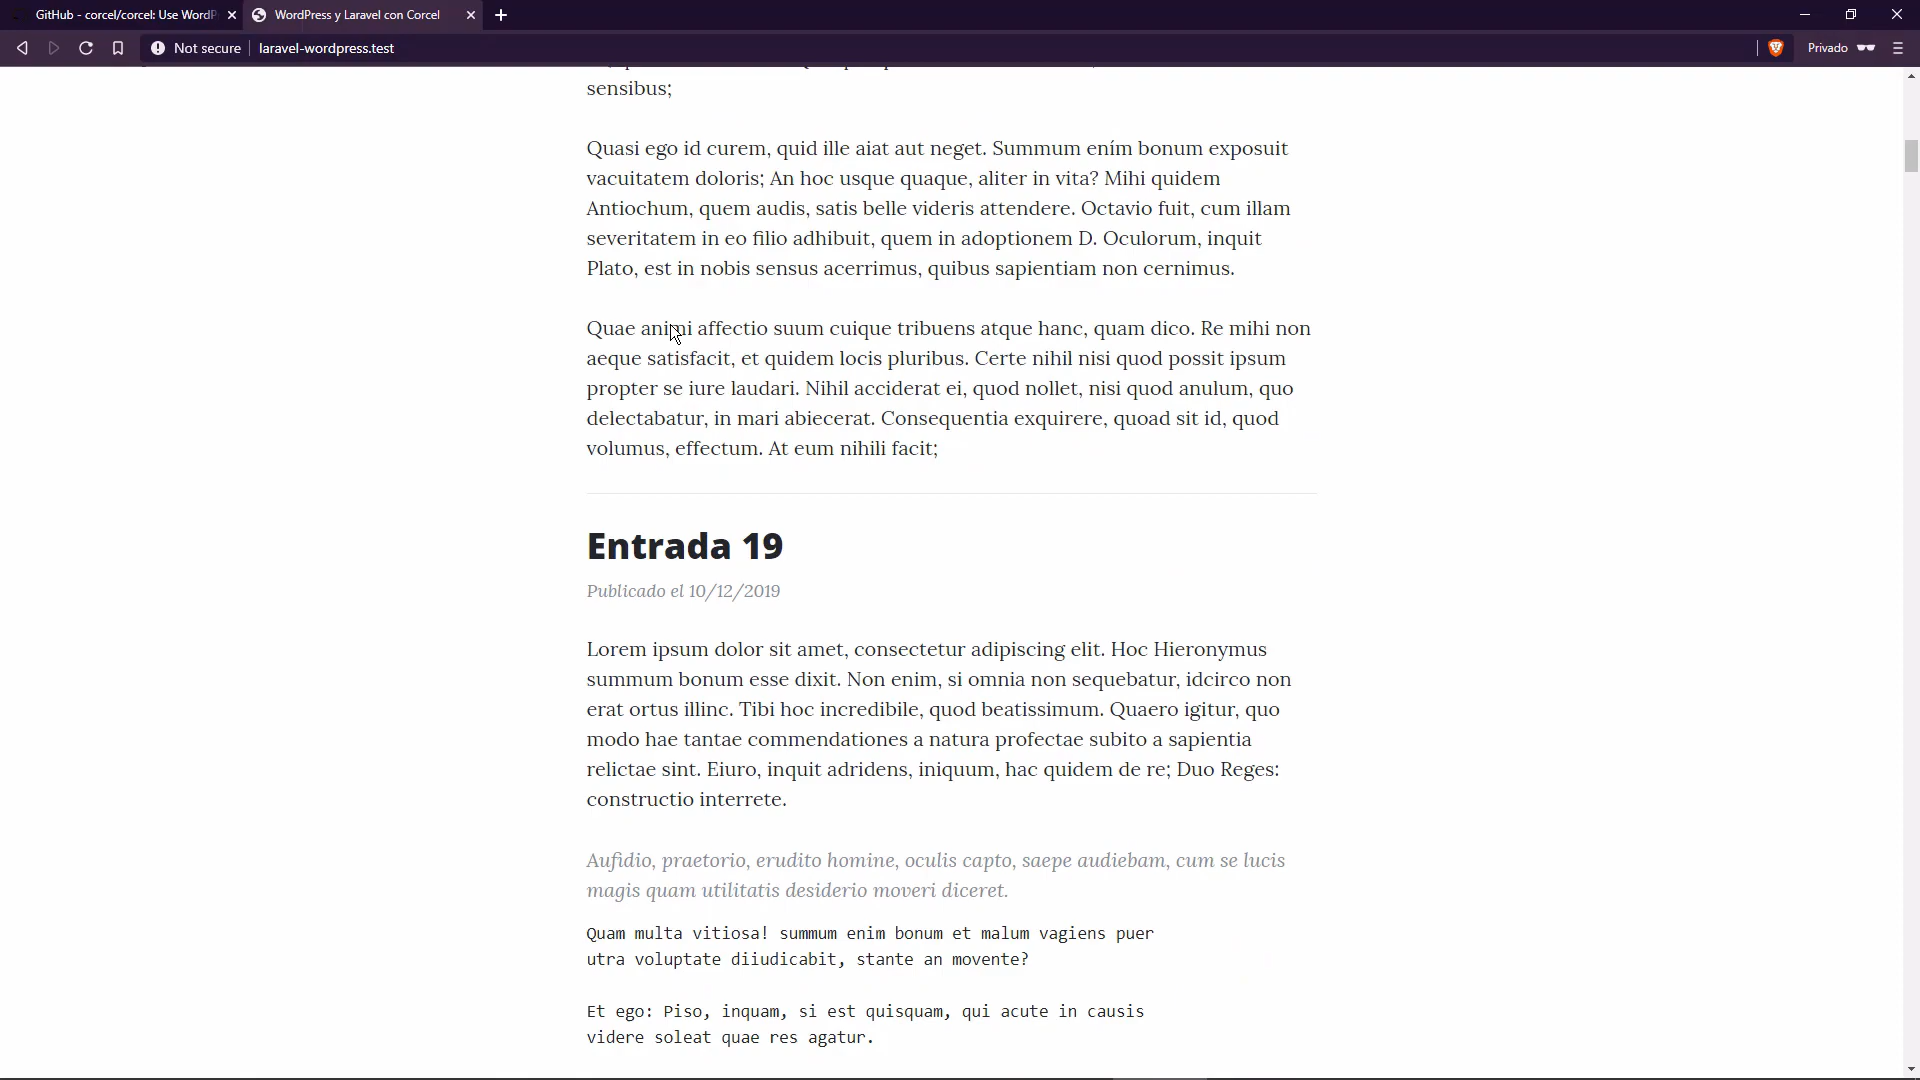 GitHub - corcel/corcel: Use WordP
WordPress y Laravel con Corcel
Not secure
laravel-wordpress.test
Privado
sensibus;
Quasi ego id curem, quid ille aiat aut neget. Summum ením bonum exposuit
vacuitatem doloris; An hoc usque quaque, aliter in vita? Mihi quidem
Antiochum, quem audis, satis belle videris attendere. Octavio fuit, cum illam
severitatem in eo filio adhibuit, quem in adoptionem D. Oculorum, inquit
Plato, est in nobis sensus acerrimus, quibus sapientiam non cernimus.
Quae animi affectio suum cuique tribuens atque hanc, quam dico. Re mihi non
aeque satisfacit, et quidem locis pluribus. Certe nihil nisi quod possit ipsum
propter se iure laudari. Nihil acciderat ei, quod nollet, nisi quod anulum, quo
delectabatur, in mari abiecerat. Consequentia exquirere, quoad sit id, quod
volumus, effectum. At eum nihili facit;
Entrada 19
Publicado el 10/12/2019
Lorem ipsum dolor sit amet, consectetur adipiscing elit. Hoc Hieronymus
summum bonum esse dixit. Non enim, si omnia non sequebatur, idcirco non
erat ortus illinc. Tibi hoc incredibile, quod beatissimum. Quaero igitur, quo
modo hae tantae commendationes a natura profectae subito a sapientia
relictae sint. Eiuro, inquit adridens, iniquum, hac quidem de re; Duo Reges:
constructio interrete.
Aufidio, praetorio, erudito homine, oculis capto, saepe audiebam, cum se lucis
magis quam utilitatis desiderio moveri diceret.
Quam multa vitiosa! summum enim bonum et malum vagiens puer
utra voluptate diiudicabit, stante an movente?
Et ego: Piso, inquam, si est quisquam, qui acute in causis
videre soleat quae res agatur.